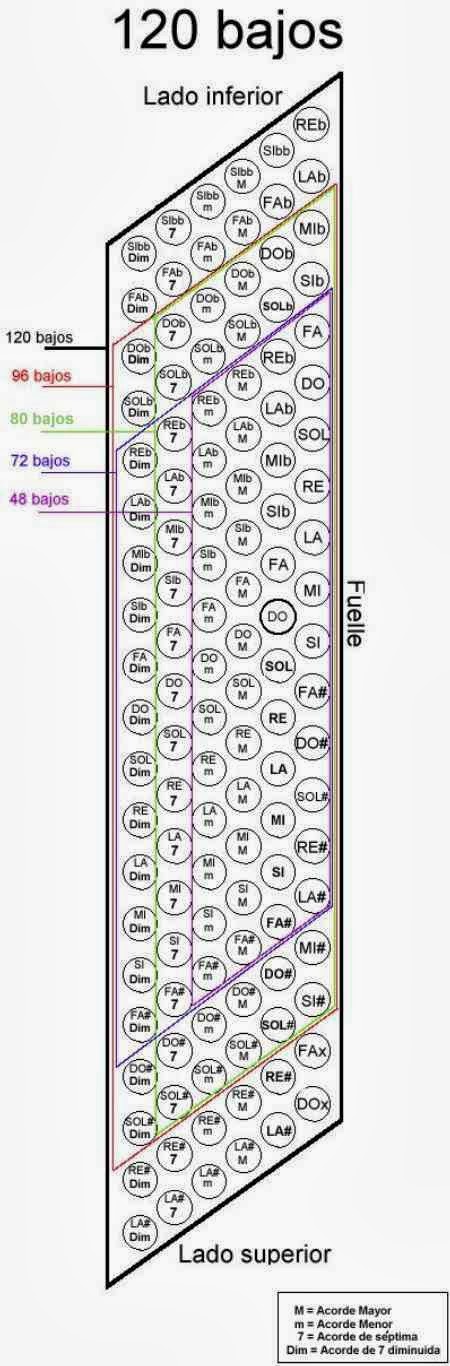 120 bajos
Lado inferior
SIbb Dim SIbb 7 SIbb m SIbb M SIbb REb
FAb Dim FAb 7 FAb m FAb M FAb LAb
DOb Dim DOb 7 DOb m DOb M DOb MIb
SOLb Dim SOLb 7 SOLb m SOLb M SOLb SIb
REb Dim REb 7 REb m REb M REb FA
LAb Dim LAb 7 LAb m LAb M LAb DO
MIb Dim MIb 7 MIb m MIb M MIb SOL
SIb Dim SIb 7 SIb m SIb M SIb RE
FA Dim FA 7 FA m FA M FA LA
DO Dim DO 7 DO m DO M DO MI
SOL Dim SOL 7 SOL m SOL M SOL SI
RE Dim RE 7 RE m RE M RE FA#
LA Dim LA 7 LA m LA M LA DO#
MI Dim MI 7 MI m MI M MI SOL#
SI Dim SI 7 SI m SI M SI RE#
FA# Dim FA# 7 FA# m FA# M FA# LA#
DO# Dim DO# 7 DO# m DO# M DO# MI#
SOL# Dim SOL# 7 SOL# m SOL# M SOL# SI#
RE# Dim RE# 7 RE# m RE# M RE# FAx
LA# Dim LA# 7 LA# m LA# M LA# DOx
120 bajos
96 bajos
80 bajos
72 bajos
48 bajos
Fuelle
Lado superior
M = Acorde Mayor
m = Acorde Menor
7 = Acorde de séptima
Dim = Acorde de 7 diminuida